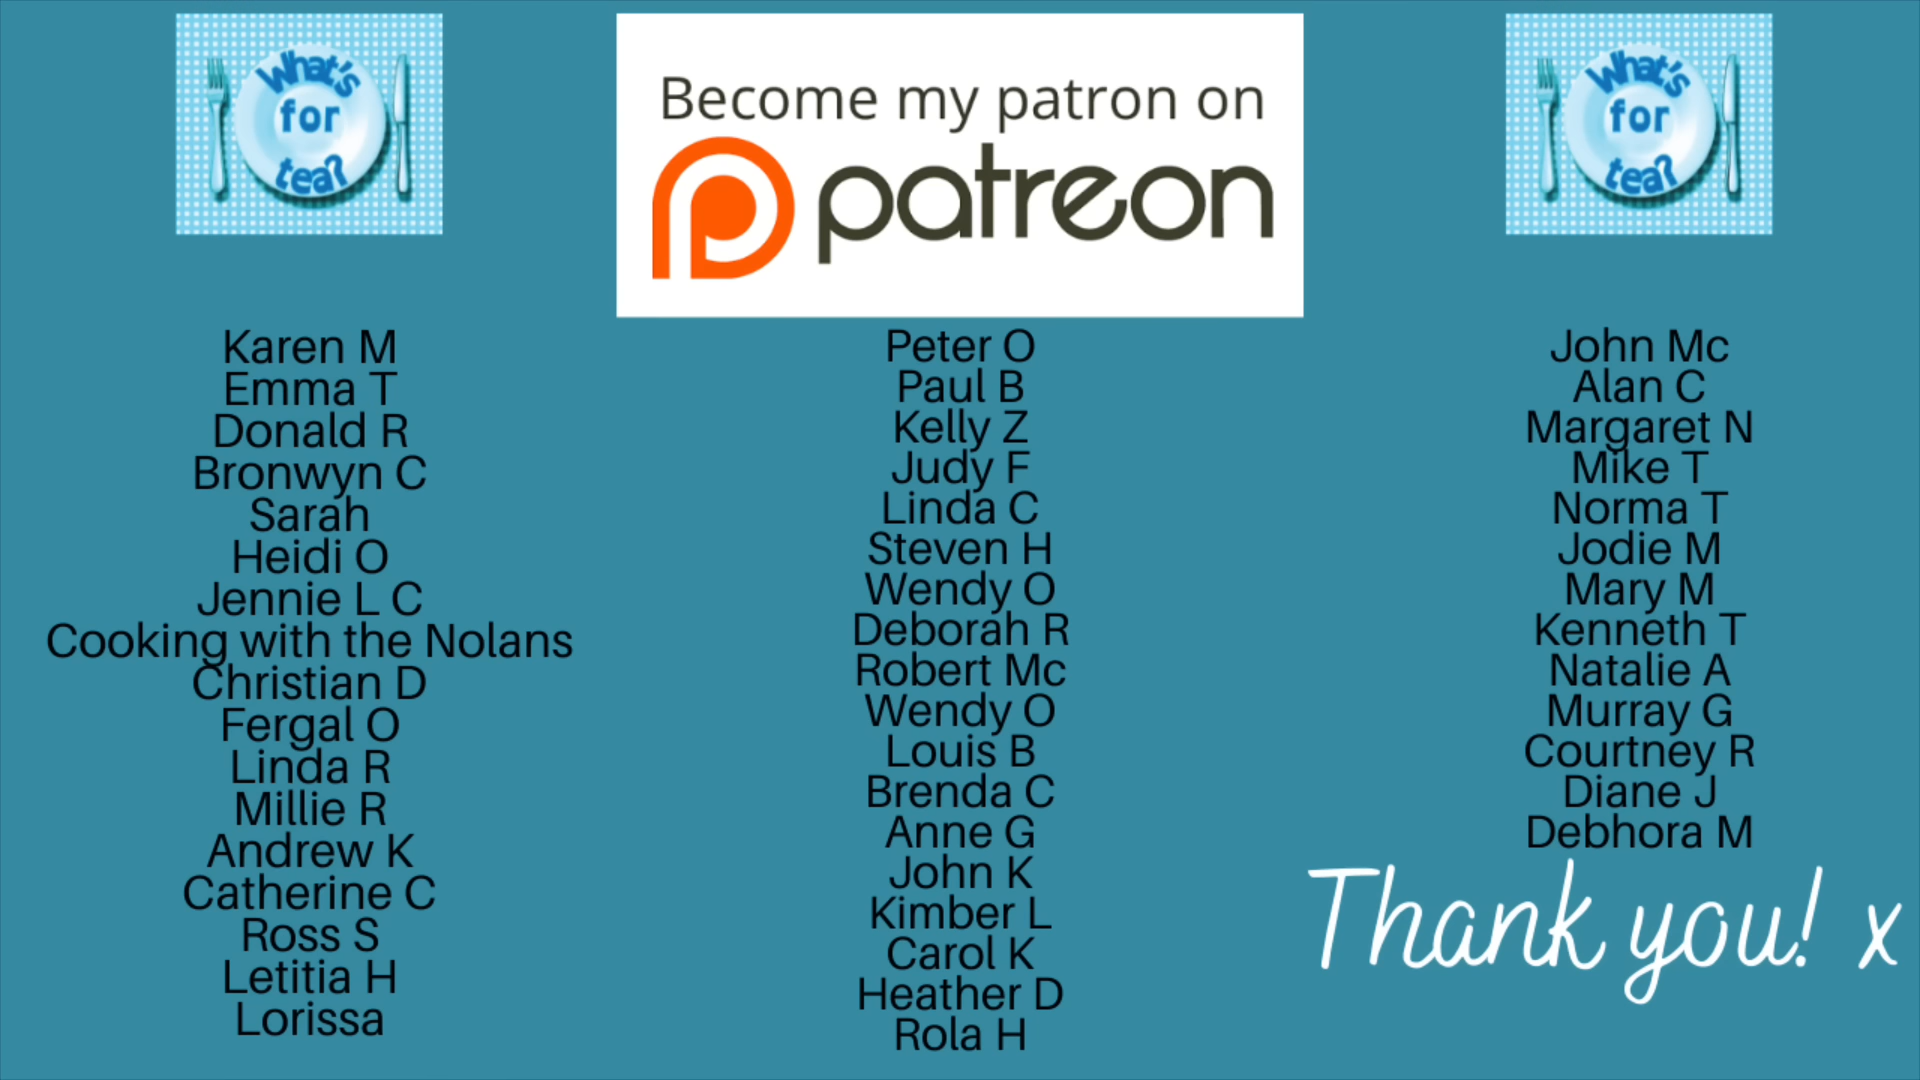 What's
for
tea?
Become my patron on
patreon
What's
for
tea?
Karen M
Emma T
Donald R
Bronwyn C
Sarah
Heidi O
Jennie L C
Cooking with the Nolans
Christian D
Fergal O
Linda R
Millie R
Andrew K
Catherine C
Ross S
Letitia H
Lorissa
Peter O
Paul B
Kelly Z
Judy F
Linda C
Steven H
Wendy O
Deborah R
Robert Mc
Wendy O
Louis B
Brenda C
Anne G
John K
Kimber L
Carol K
Heather D
Rola H
John Mc
Alan C
Margaret N
Mike T
Norma T
Jodie M
Mary M
Kenneth T
Natalie A
Murray G
Courtney R
Diane J
Debhora M
Thank you! x